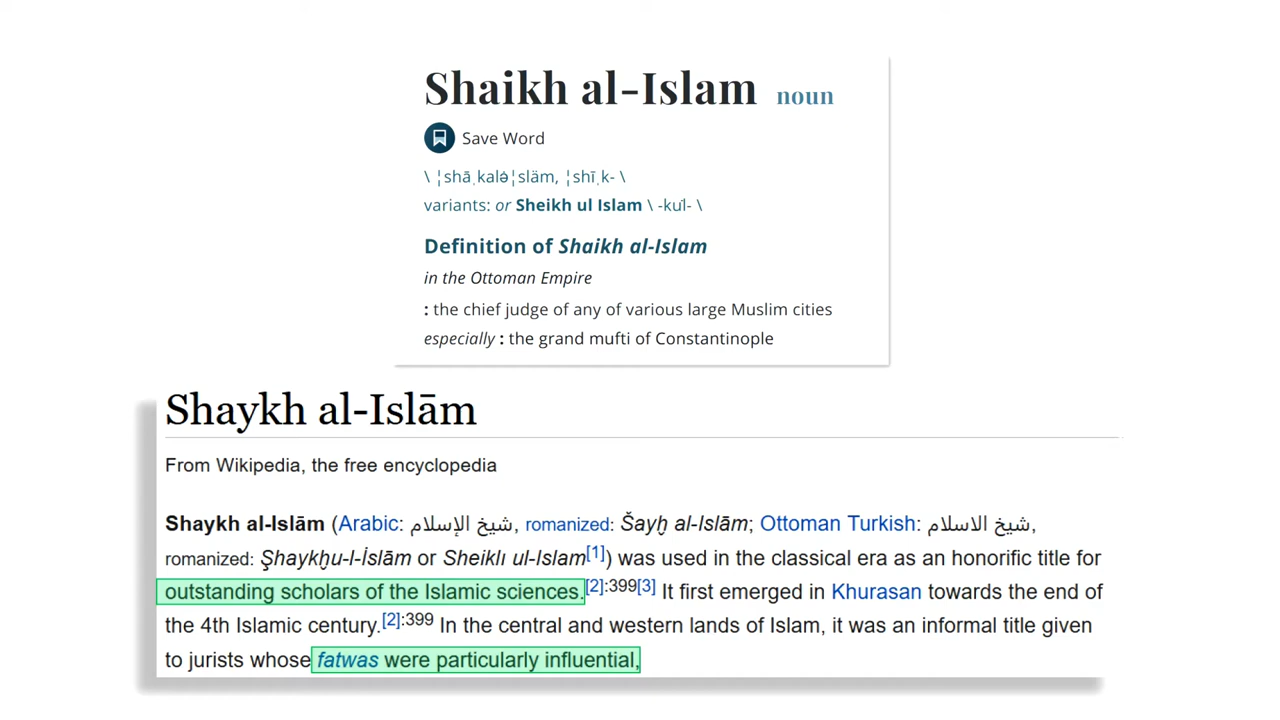 Shaikh al-Islam noun
Save Word
\ ¦shāˌkalə̇¦släm, ¦shīˌk- \
variants: or Sheikh ul Islam \ -ku̇l- \
Definition of Shaikh al-Islam
in the Ottoman Empire
: the chief judge of any of various large Muslim cities
especially : the grand mufti of Constantinople
Shaykh al-Islām
From Wikipedia, the free encyclopedia
Shaykh al-Islām (Arabic: شيخ الإسلام, romanized: Šayḫ al-Islām; Ottoman Turkish: شيخ الاسلام,
romanized: Şhaykḫu-l-İslām or Sheiklı ul-Islam[1]) was used in the classical era as an honorific title for
outstanding scholars of the Islamic sciences.[2]:399[3] It first emerged in Khurasan towards the end of
the 4th Islamic century.[2]:399 In the central and western lands of Islam, it was an informal title given
to jurists whose fatwas were particularly influential,